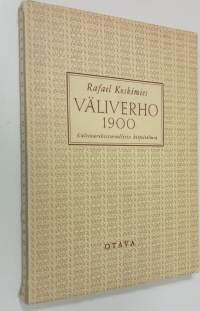 Rafael Koskimies
VÄLIVERHO
1900
OTAVA